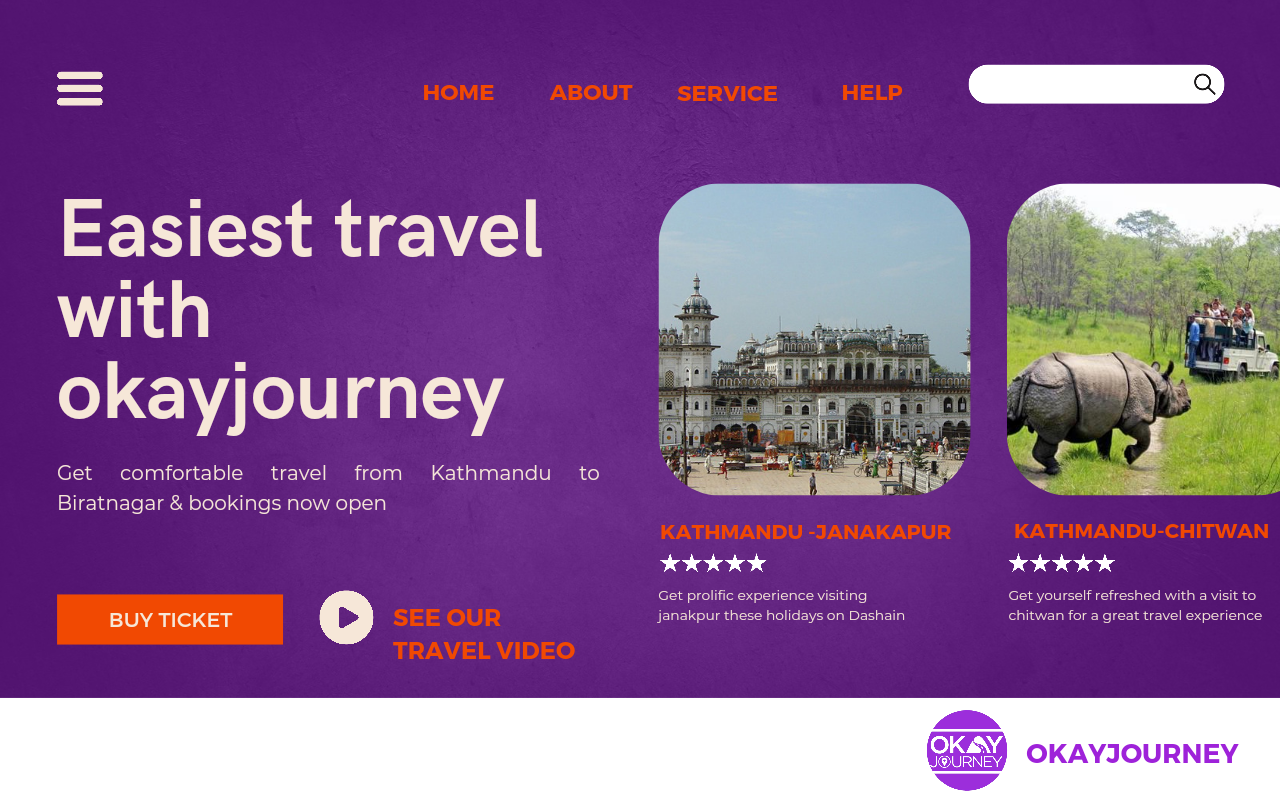 HOME ABOUT SERVICE HELP
Easiest travel
with
okayjourney
Get comfortable travel from Kathmandu to
Biratnagar & bookings now open
BUY TICKET
SEE OUR
TRAVEL VIDEO
KATHMANDU -JANAKAPUR
Get prolific experience visiting
janakpur these holidays on Dashain
KATHMANDU-CHITWAN
Get yourself refreshed with a visit to
chitwan for a great travel experience
OKAY
JOURNEY
OKAYJOURNEY